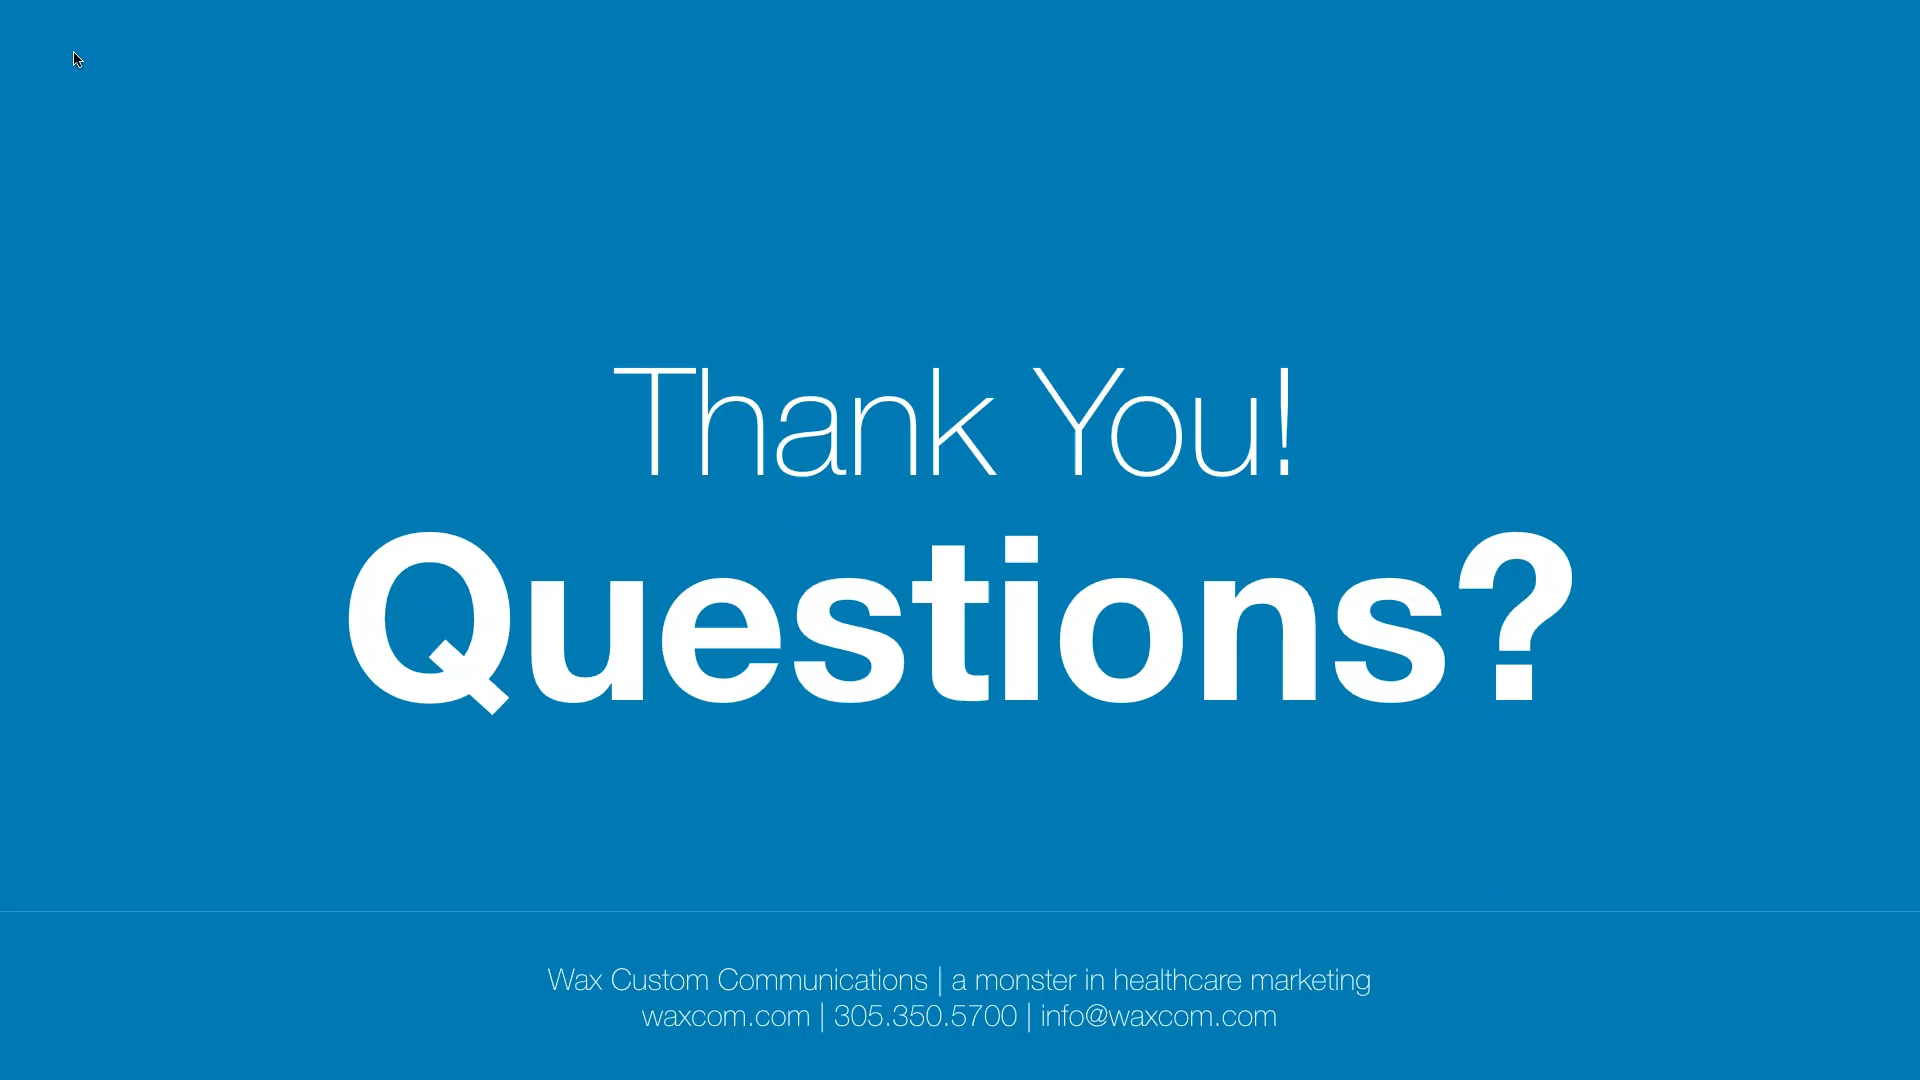 Thank You!
Questions?
Wax Custom Communications | a monster in healthcare marketing
waxcom.com | 305.350.5700 | info@waxcom.com